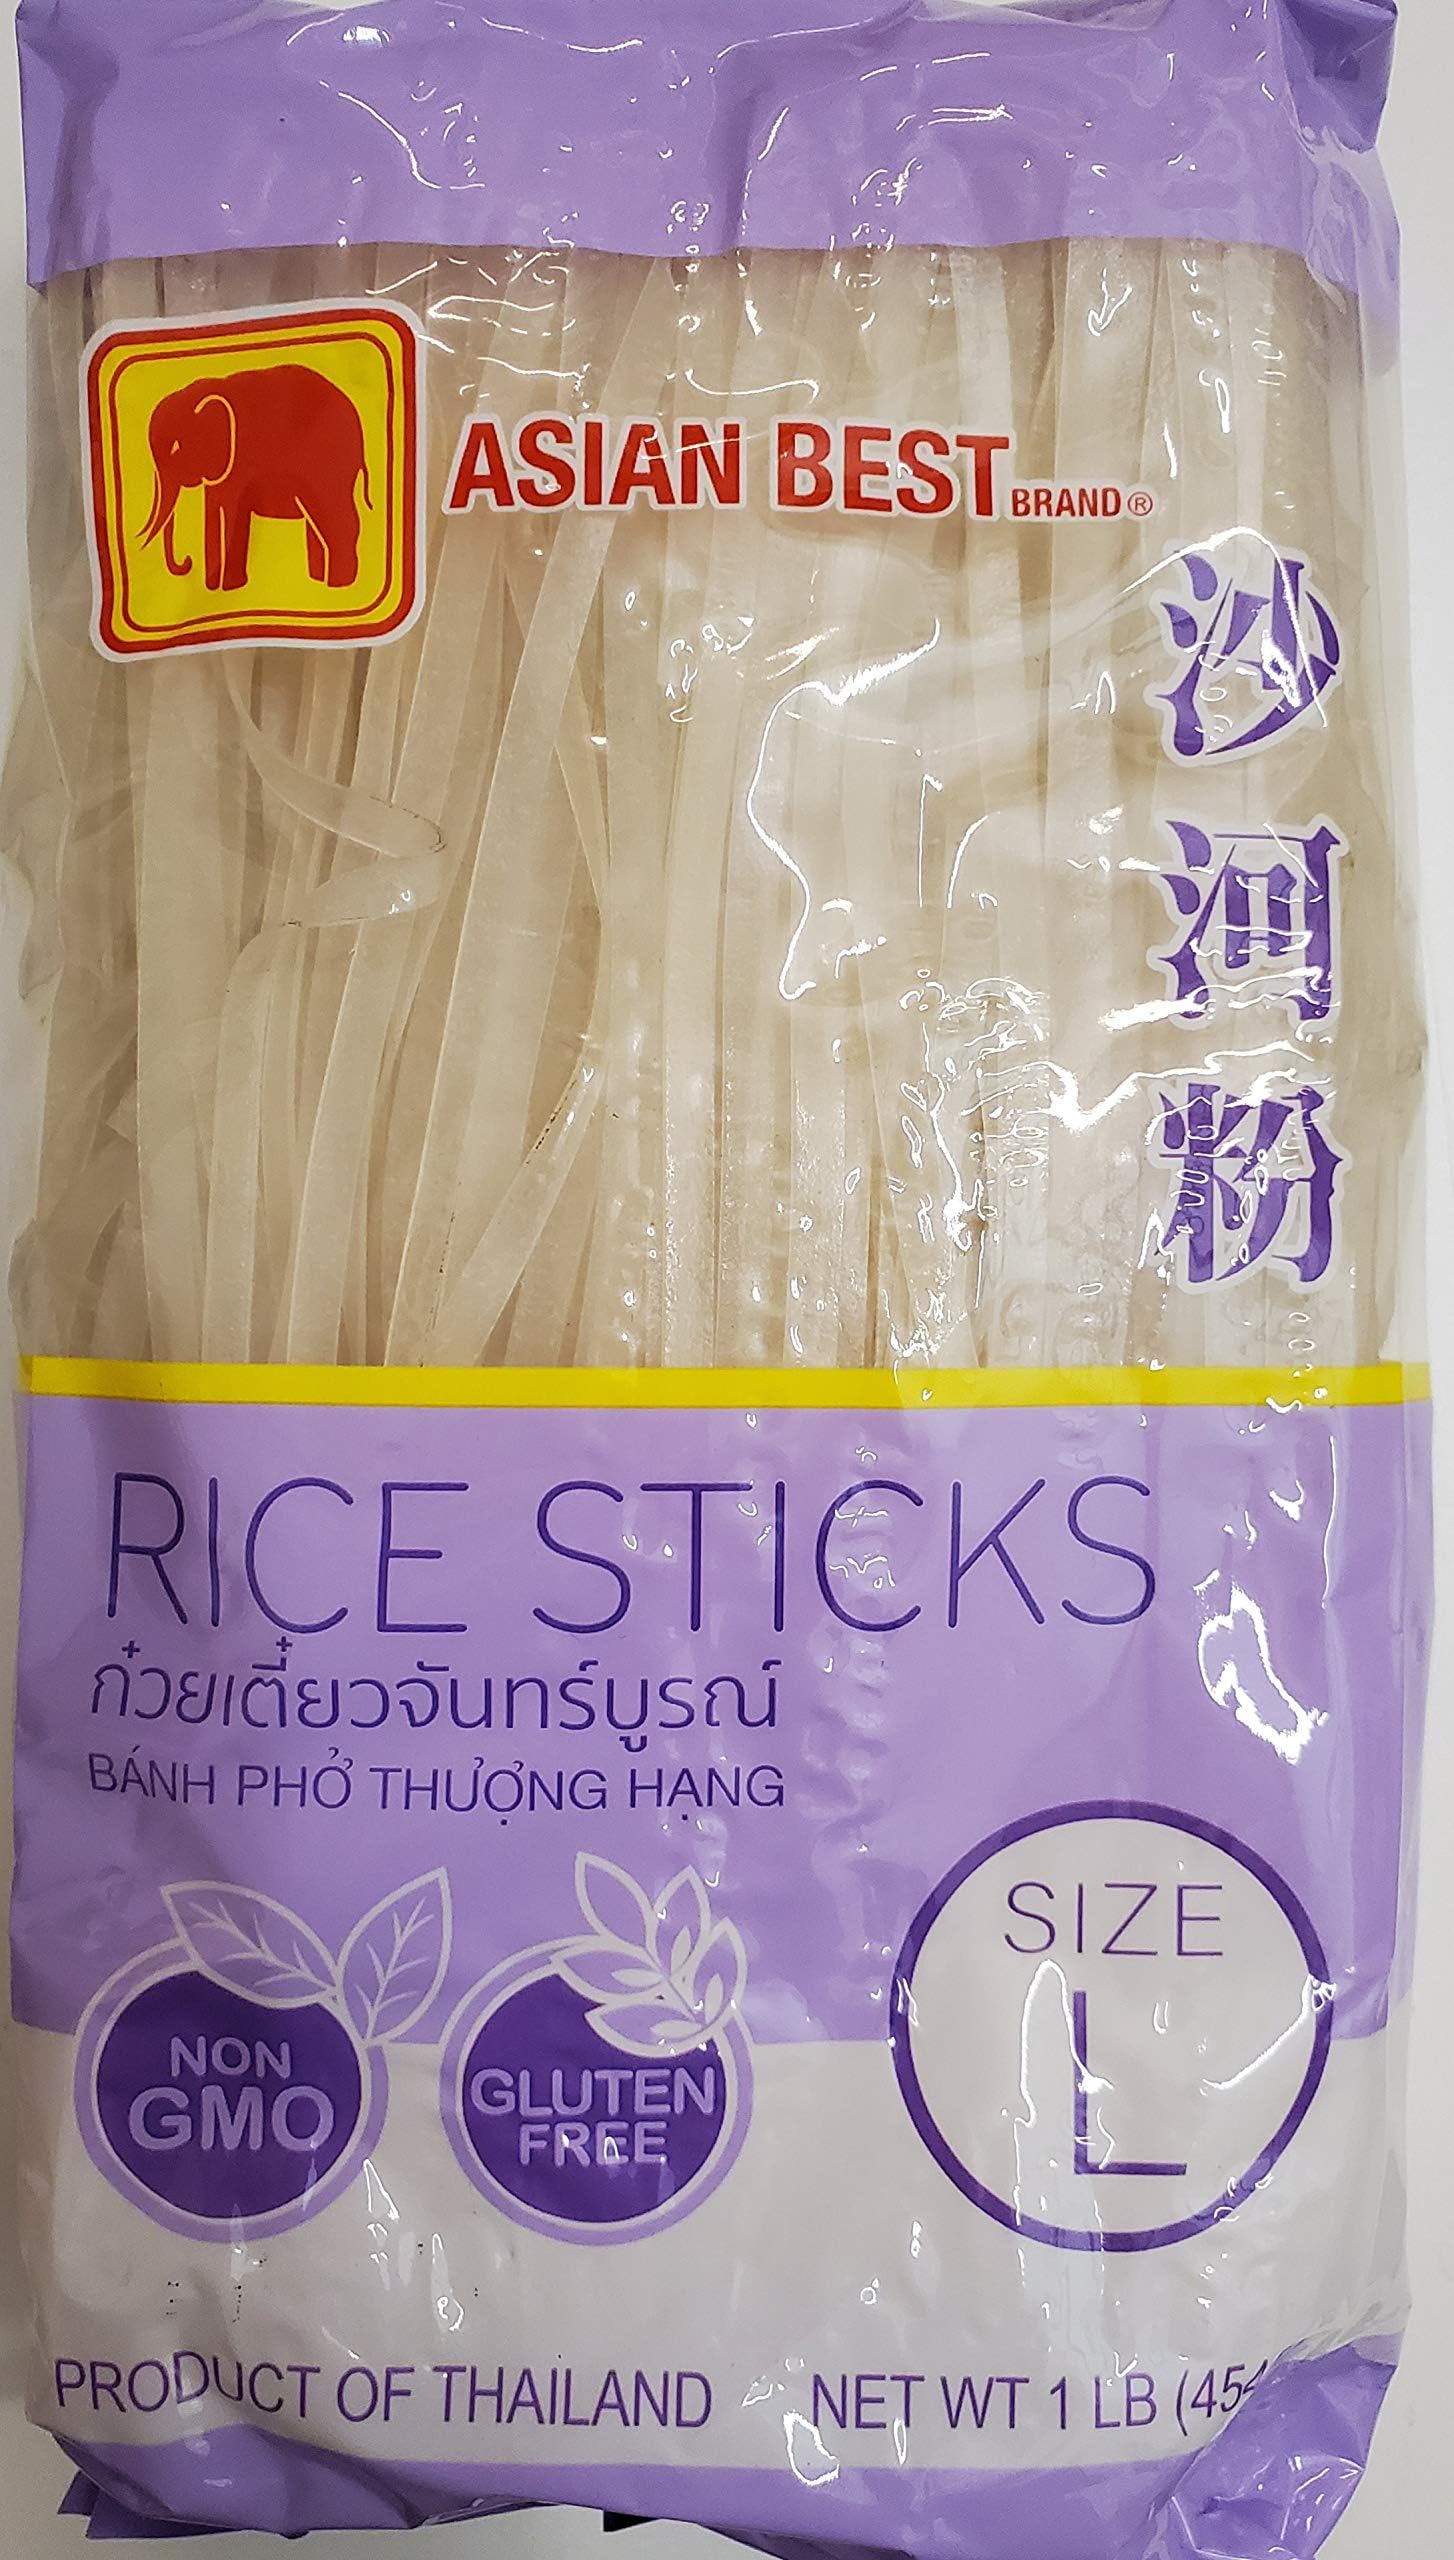 ASIAN BEST BRAND®
沙河粉
RICE STICKS
ก๋วยเตี๋ยวจันทร์บูรณ์
BÁNH PHỞ THƯỢNG HẠNG
NON
GMO
GLUTEN
FREE
SIZE
L
PRODUCT OF THAILAND NET WT 1 LB (454